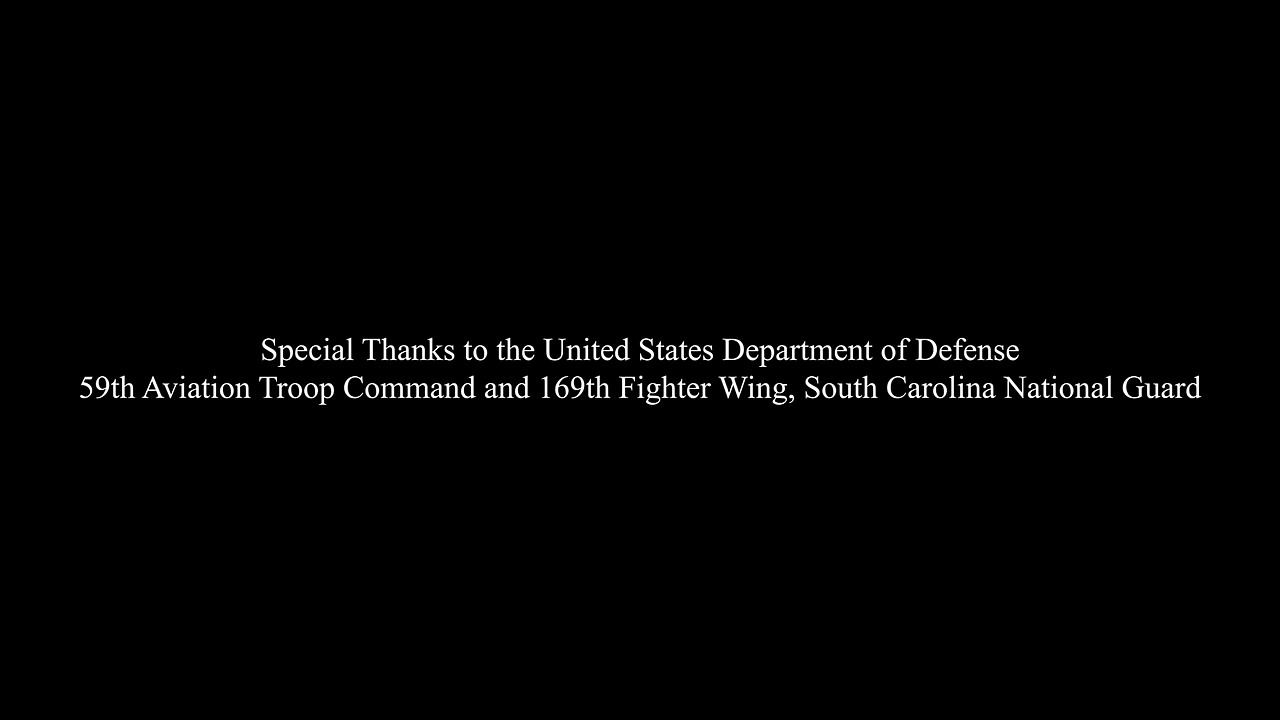 Special Thanks to the United States Department of Defense
59th Aviation Troop Command and 169th Fighter Wing, South Carolina National Guard